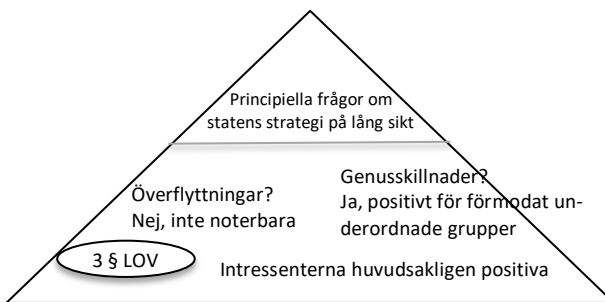 Principiella frågor om
statens strategi på lång sikt
Överflyttningar?
Nej, inte noterbara
Genusskillnader?
Ja, positivt för förmodat un-
derordnade grupper
3 § LOV
Intressenterna huvudsakligen positiva